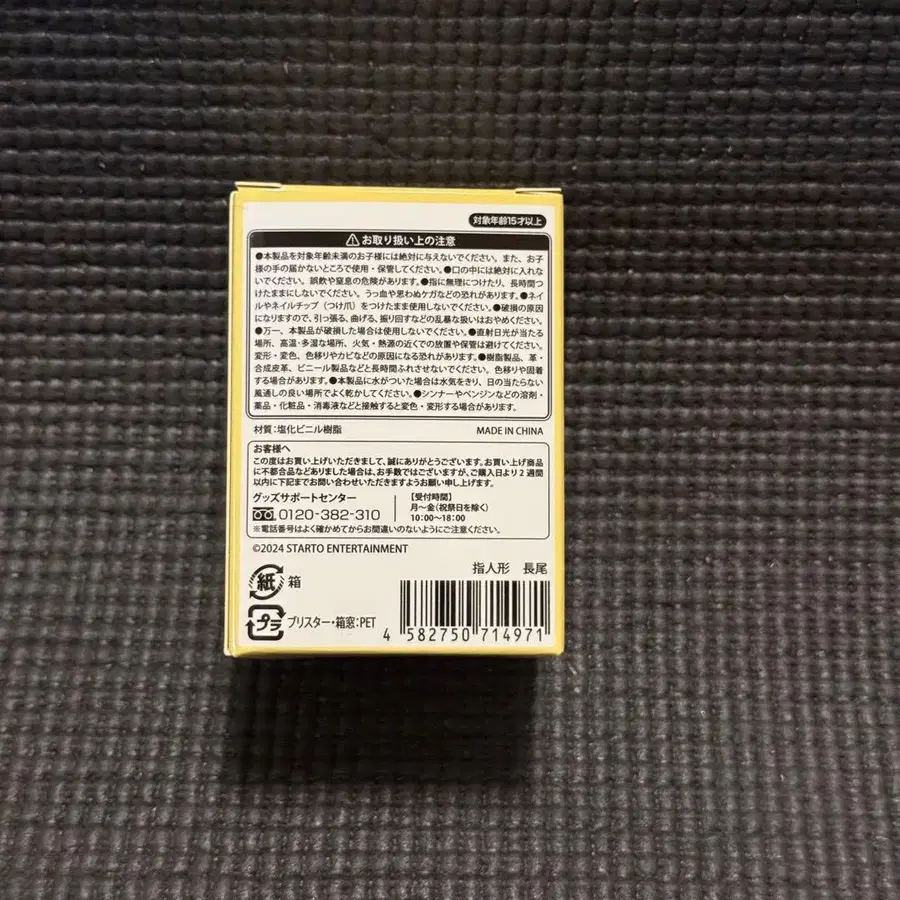 対象年齢15才以上
⚠お取り扱い上の注意
●本製品を対象年齢未満のお子様には絶対に与えないでください。また、お子
様の手の届かないところで使用・保管してください。●口の中には絶対に入れな
いでください。誤飲や窒息の危険があります。●指に無理につけたり、長時間つ
けたままにしないでください。うっ血や思わぬケガなどの恐れがあります。●ネイ
ルやネイルチップ（つけ爪）をつけたまま使用しないでください。●破損の原因
になりますので、引っ張る、曲げる、振り回すなどの乱暴な扱いはおやめください。
●万一、本製品が破損した場合は使用しないでください。●直射日光が当たる
場所、高温・多湿な場所、火気・熱源の近くでの放置や保管は避けてください。
変形・変色、色移りやカビなどの原因になる恐れがあります。●樹脂製品、革・
合成皮革、ビニール製品などと長時間ふれさせないでください。色移りや固着
する場合があります。●本製品に水がついた場合は水気をきり、日の当たらない
風通しの良い場所でよく乾かしてください。●シンナーやベンジンなどの溶剤・
薬品・化粧品・消毒液などと接触すると変色・変形する場合があります。
材質：塩化ビニル樹脂 MADE IN CHINA
お客様へ
この度はお買い上げいただきまして、誠にありがとうございます。お買い上げ商品
に不都合品などありました場合は、お手数ではございますが、ご購入日より2週間
以内に下記までお問い合わせいただきますようお願い申し上げます。
グッズサポートセンター
0120-382-310
【受付時間】
月～金（祝祭日を除く）
10:00～18:00
※電話番号はよく確かめてからお間違いのないようにご注意ください。
©2024 STARTO ENTERTAINMENT
指人形 長尾
紙 箱
プラ ブリスター・箱窓：PET
4 582750 714971